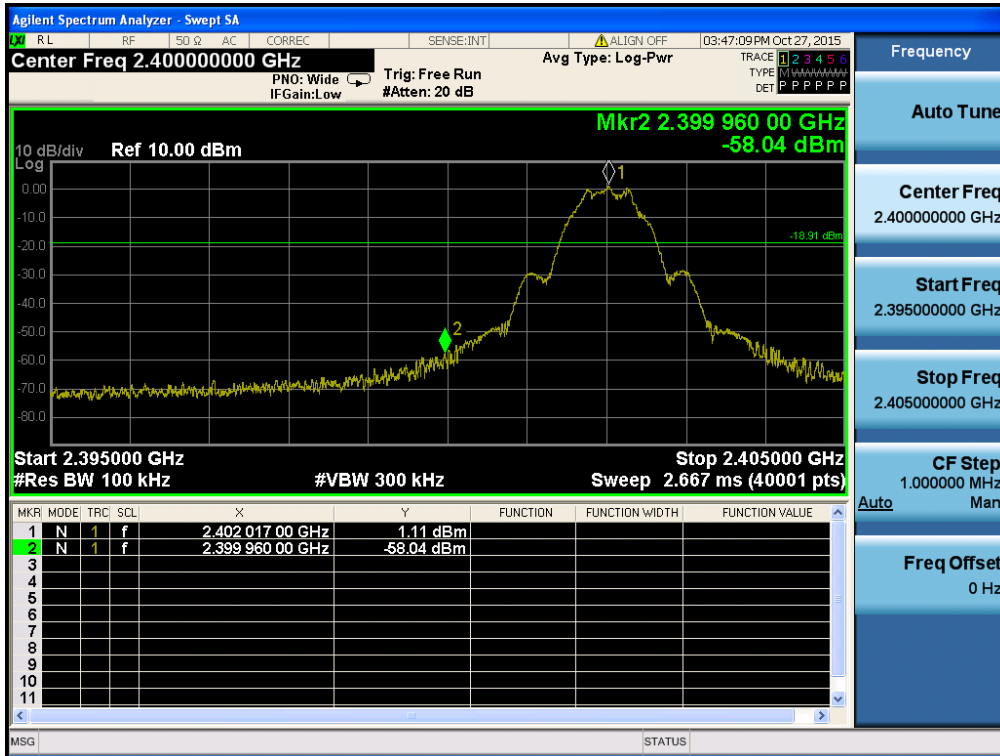 Agilent Spectrum Analyzer - Swept SA
LXI RL RF 50 Ω AC CORREC SENSE:INT ALIGN OFF 03:47:09 PM Oct 27, 2015
Center Freq 2.400000000 GHz
PNO: Wide
IFGain:Low
Trig: Free Run
#Atten: 20 dB
Avg Type: Log-Pwr
TRACE 1 2 3 4 5 6
TYPE M WWWWW
DET P P P P P P
Mkr2 2.399 960 00 GHz
-58.04 dBm
10 dB/div Ref 10.00 dBm
Log
1
0.00
-10.0
-18.91 dBm
-20.0
-30.0
-40.0
-50.0
2
-60.0
-70.0
-80.0
Start 2.395000 GHz Stop 2.405000 GHz
#Res BW 100 kHz #VBW 300 kHz Sweep 2.667 ms (40001 pts)
MKR MODE TRC SCL X Y FUNCTION FUNCTION WIDTH FUNCTION VALUE
1 N 1 f 2.402 017 00 GHz 1.11 dBm
2 N 1 f 2.399 960 00 GHz -58.04 dBm
3
4
5
6
7
8
9
10
11
MSG STATUS
Frequency
Auto Tune
Center Freq
2.400000000 GHz
Start Freq
2.395000000 GHz
Stop Freq
2.405000000 GHz
CF Step
1.000000 MHz
Auto Man
Freq Offset
0 Hz